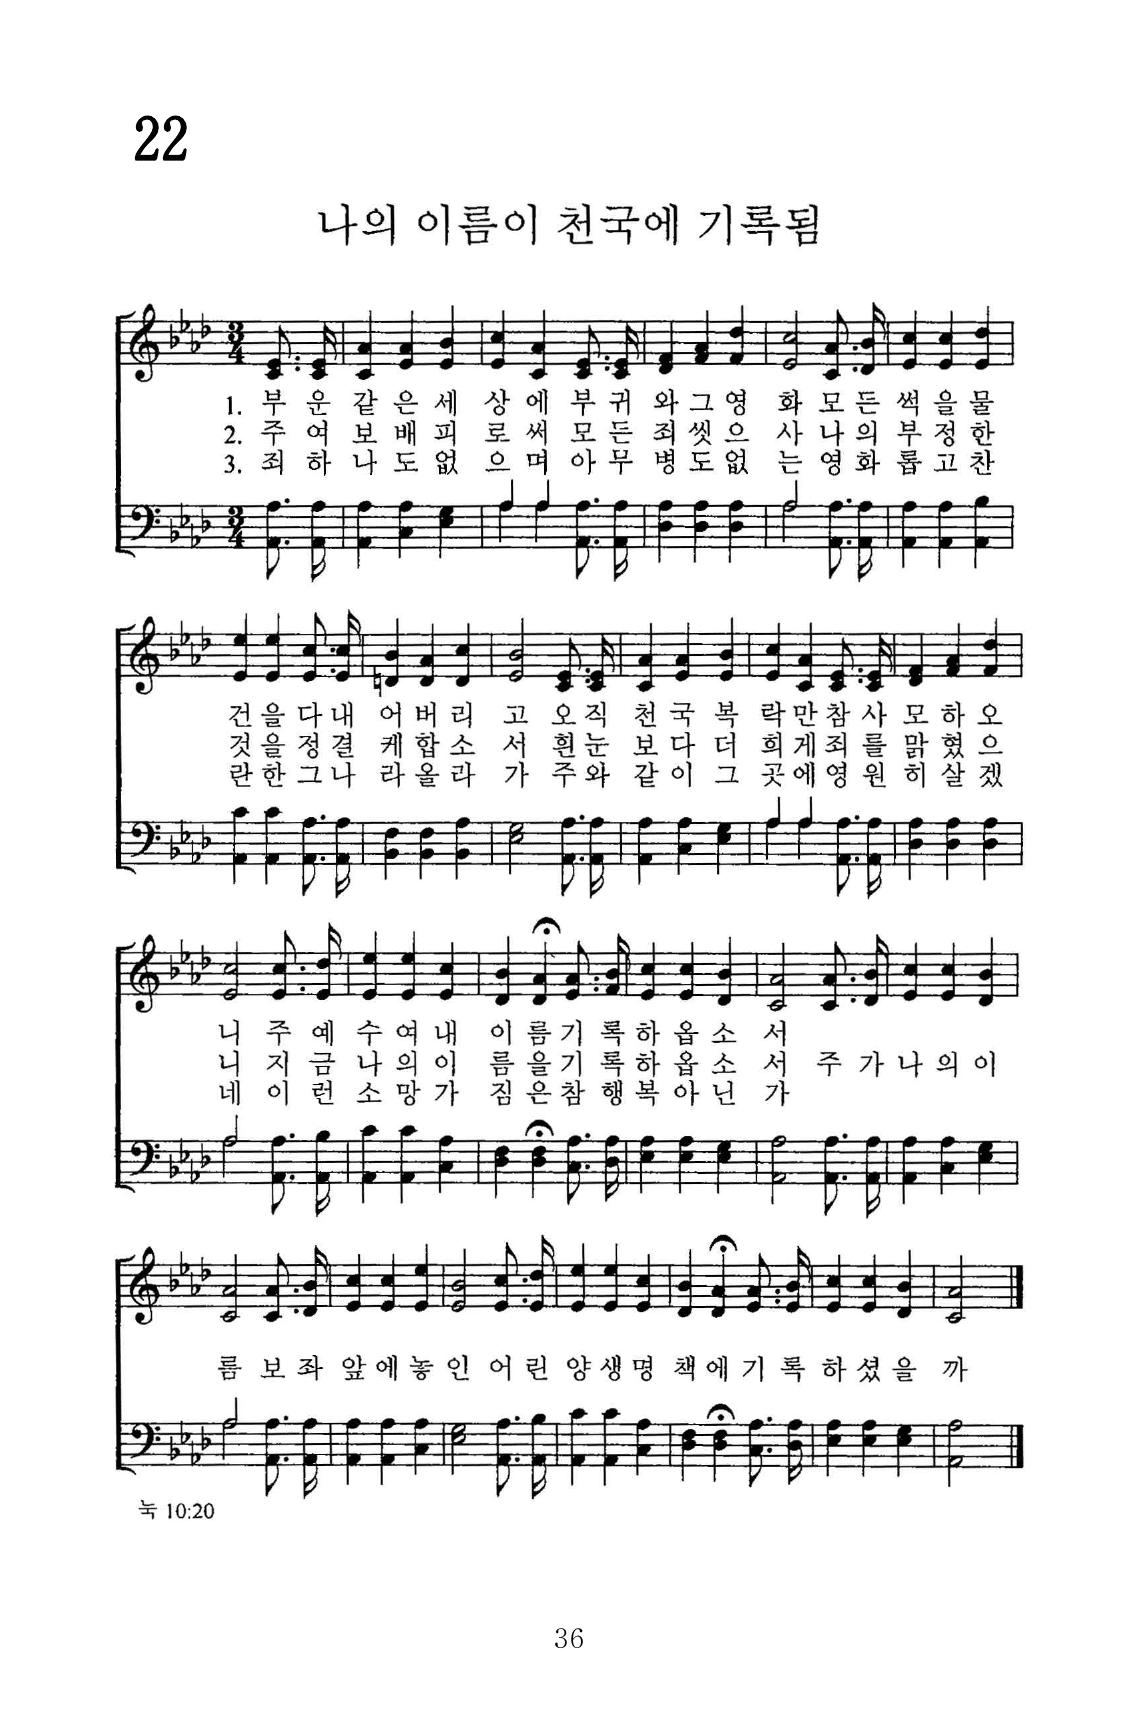 22
나의 이름이 천국에 기록됨
1. 부 운 같 은 세 상 에 부 귀 와 그 영 화 모 든 썩 을 물
2. 주 여 보 배 피 로 써 모 든 죄 씻 으 사 나 의 부 정 한
3. 죄 하 나 도 없 으 며 아 무 병 도 없 는 영 화 롭 고 찬
건 을 다 내 어 버 리 고 오 직 천 국 복 락 만 참 사 모 하 오
것 을 정 결 케 합 소 서 흰 눈 보 다 더 희 게 죄 를 맑 혔 으
란 한 그 나 라 올 라 가 주 와 같 이 그 곳 에 영 원 히 살 겠
니 주 예 수 여 내 이 름 기 록 하 옵 소 서
니 지 금 나 의 이 름 을 기 록 하 옵 소 서 주 가 나 의 이
네 이 런 소 망 가 짐 은 참 행 복 아 닌 가
름 보 좌 앞 에 놓 인 어 린 양 생 명 책 에 기 록 하 셨 을 까
눅 10:20
36